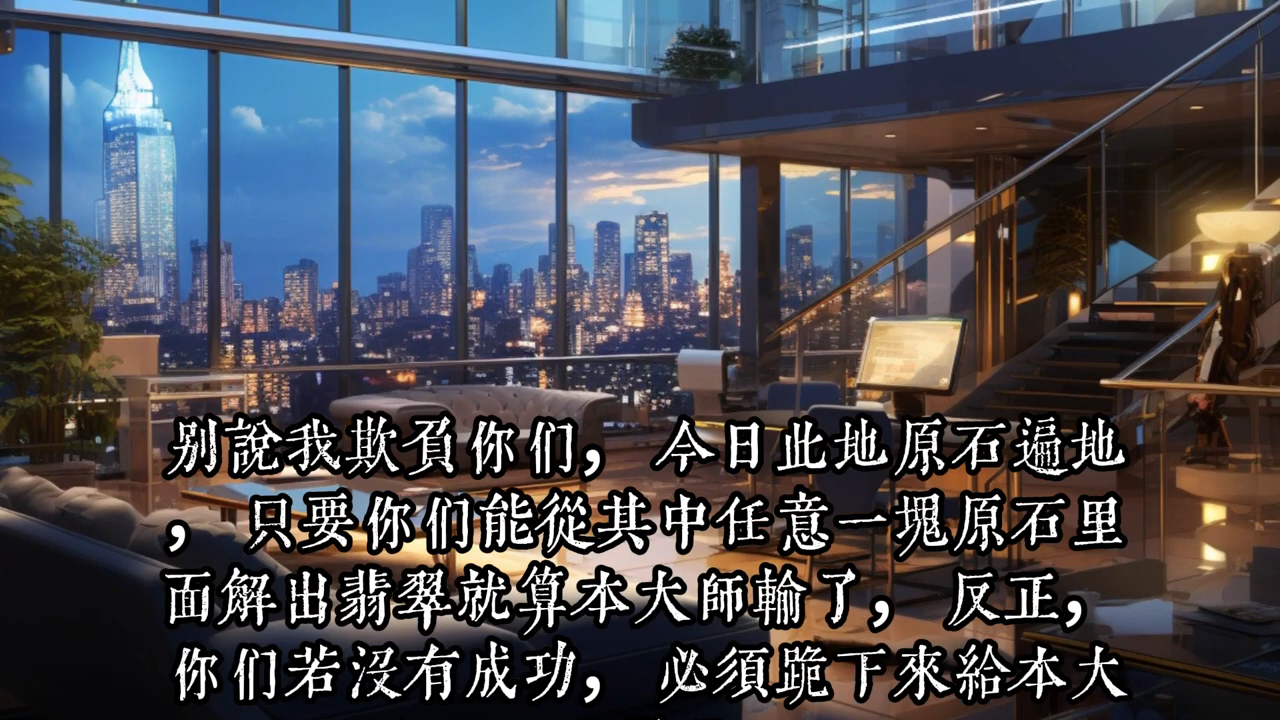 别說我欺負你们，今日此地原石遍地
，只要你们能從其中任意一塊原石里
面解出翡翠就算本大師輸了，反正，
你们若沒有成功，必須跪下來給本大